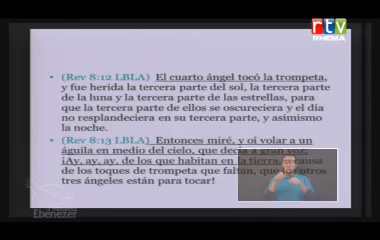 rtv
RHEMA
• (Rev 8:12 LBLA) El cuarto ángel tocó la trompeta,
y fue herida la tercera parte del sol, la tercera parte
de la luna y la tercera parte de las estrellas, para
que la tercera parte de ellos se oscureciera y el día
no resplandeciera en su tercera parte, y asimismo
la noche.
• (Rev 8:13 LBLA) Entonces miré, y oí volar a un
águila en medio del cielo, que decía a gran voz:
¡Ay, ay, ay, de los que habitan en la tierra, a causa
de los toques de trompeta que faltan, que los otros
tres ángeles están para tocar!
Ebenezer